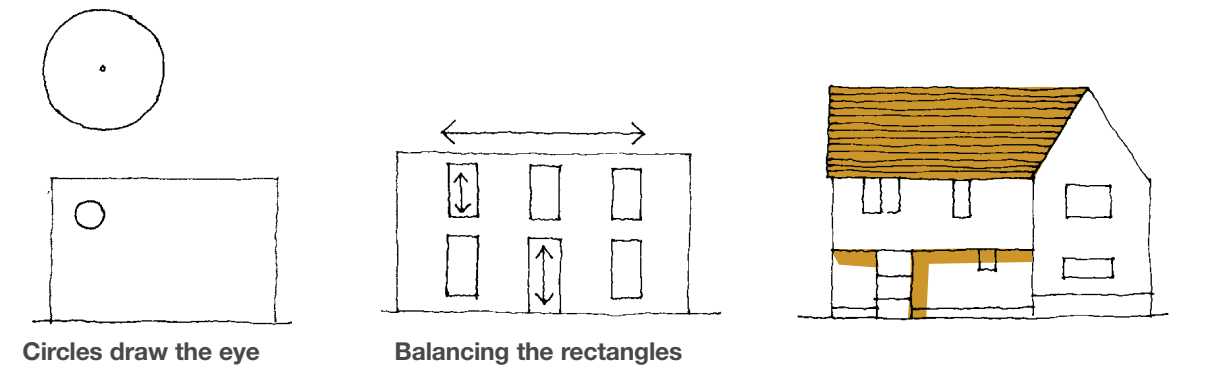 Circles draw the eye
Balancing the rectangles